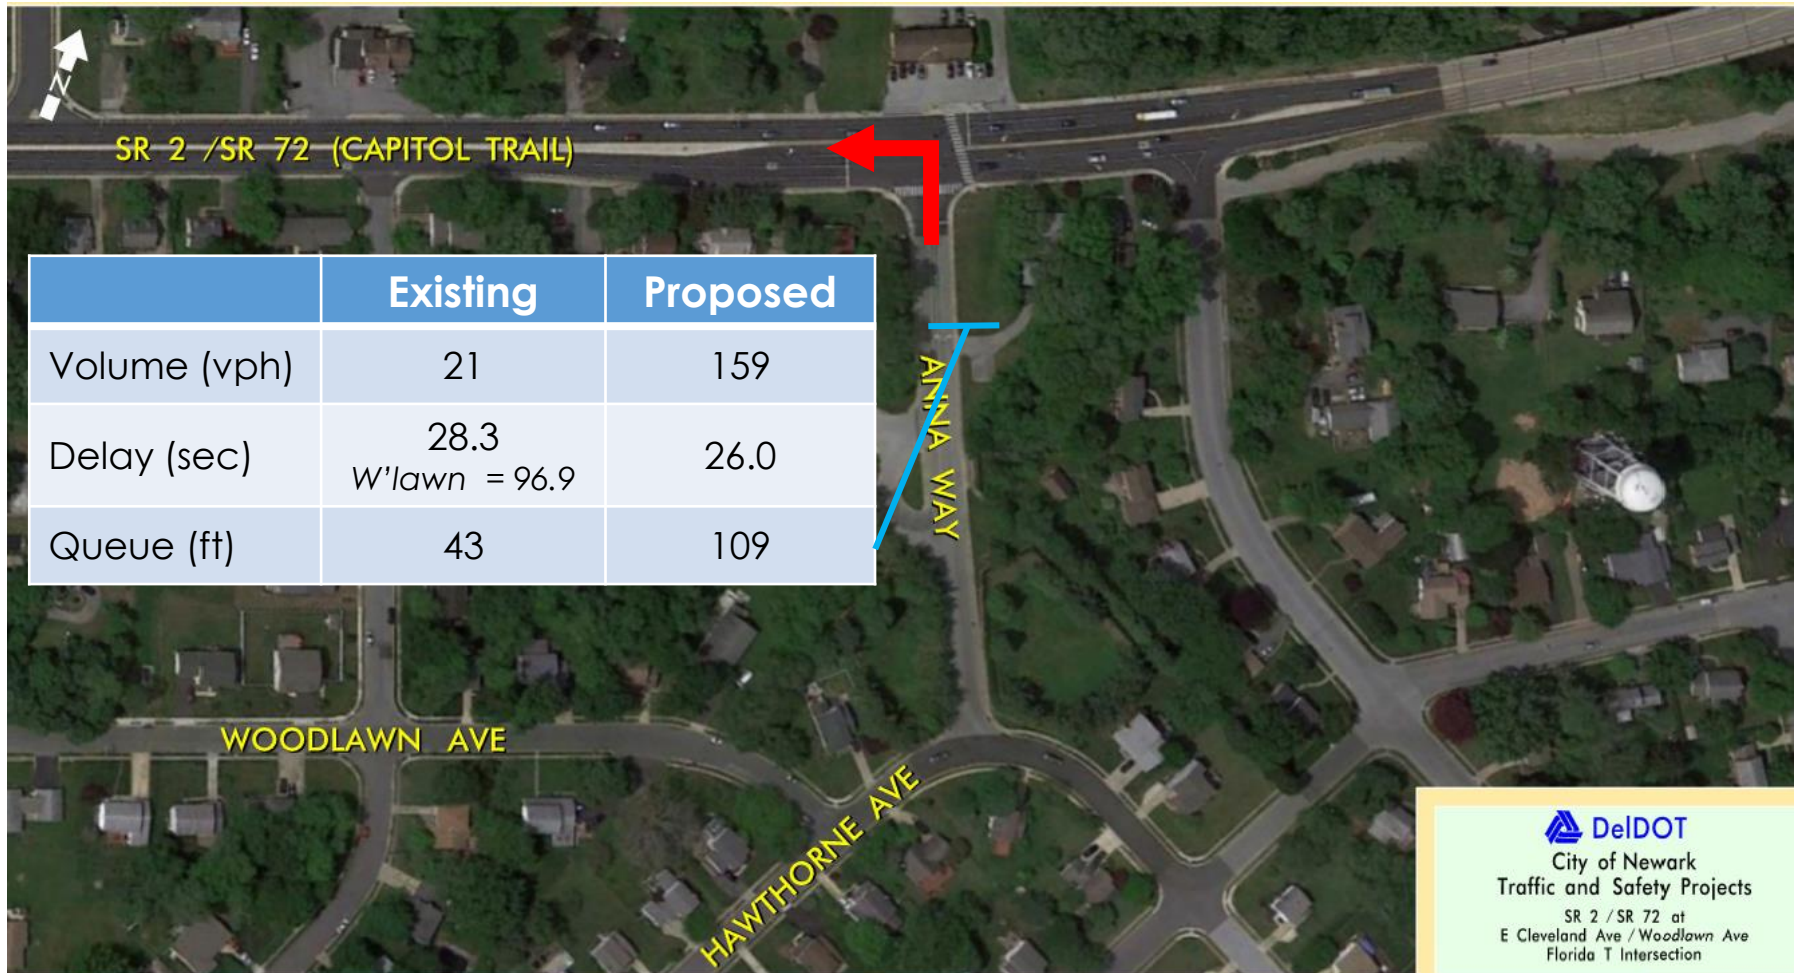 N
SR 2 /SR 72 (CAPITOL TRAIL)
Existing Proposed
Volume (vph) 21 159
Delay (sec) 28.3 26.0
W'lawn = 96.9
Queue (ft) 43 109
ANNA WAY
WOODLAWN AVE
HAWTHORNE AVE
DelDOT
City of Newark
Traffic and Safety Projects
SR 2 / SR 72 at
E Cleveland Ave / Woodlawn Ave
Florida T Intersection